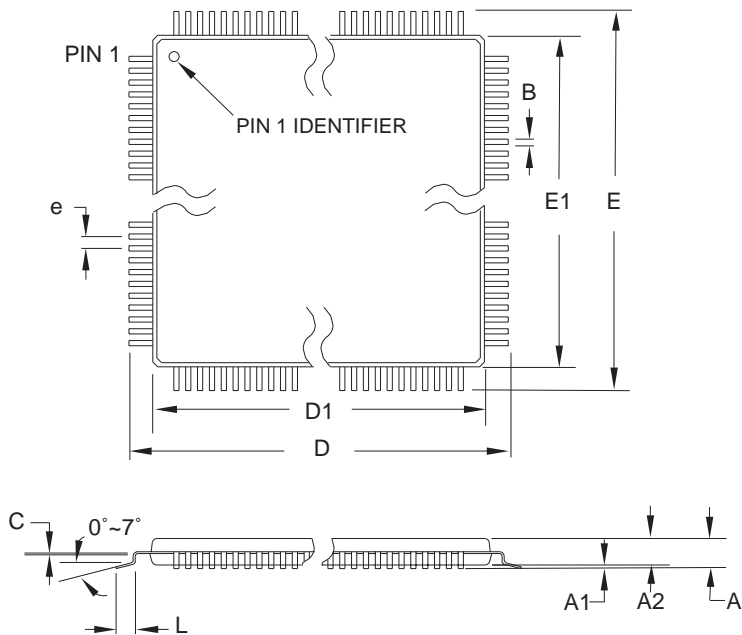 PIN 1
B
PIN 1 IDENTIFIER
e
E1
E
D1
D
C
0°~7°
A1
A2
A
L